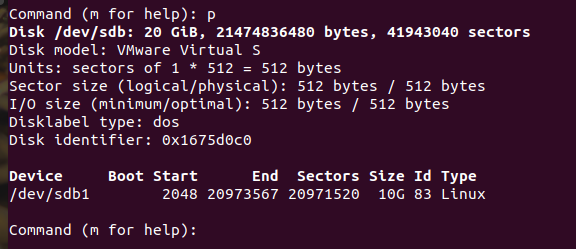 Command (m for help): p
Disk /dev/sdb: 20 GiB, 21474836480 bytes, 41943040 sectors
Disk model: VMware Virtual S
Units: sectors of 1 * 512 = 512 bytes
Sector size (logical/physical): 512 bytes / 512 bytes
I/O size (minimum/optimal): 512 bytes / 512 bytes
Disklabel type: dos
Disk identifier: 0x1675d0c0
Device     Boot Start      End  Sectors Size Id Type
/dev/sdb1        2048 20973567 20971520  10G 83 Linux
Command (m for help):